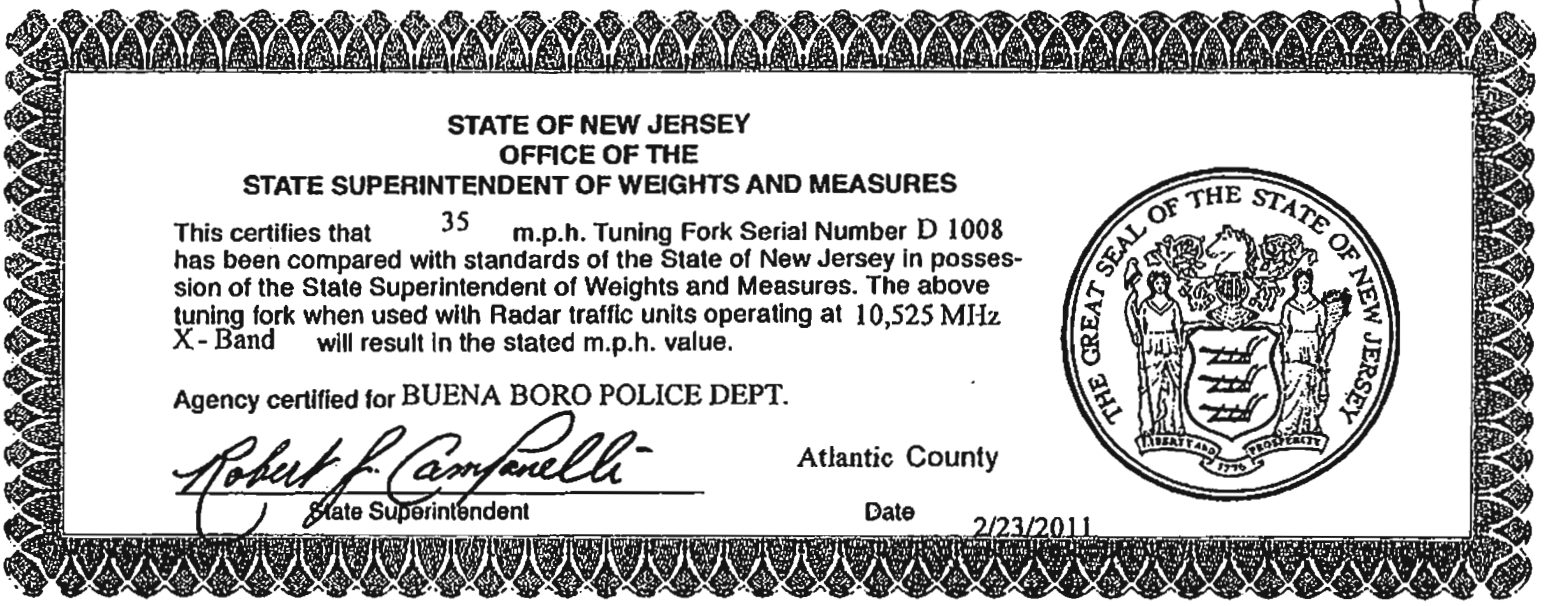 STATE OF NEW JERSEY
OFFICE OF THE
STATE SUPERINTENDENT OF WEIGHTS AND MEASURES
This certifies that 35 m.p.h. Tuning Fork Serial Number D 1008
has been compared with standards of the State of New Jersey in posses-
sion of the State Superintendent of Weights and Measures. The above
tuning fork when used with Radar traffic units operating at 10,525 MHz
X - Band will result in the stated m.p.h. value.
Agency certified for BUENA BORO POLICE DEPT.
Robert J. Campanelli
Atlantic County
State Superintendent
Date 2/23/2011
THE GREAT SEAL OF THE STATE OF NEW JERSEY
LIBERTY AND PROSPERITY
1776